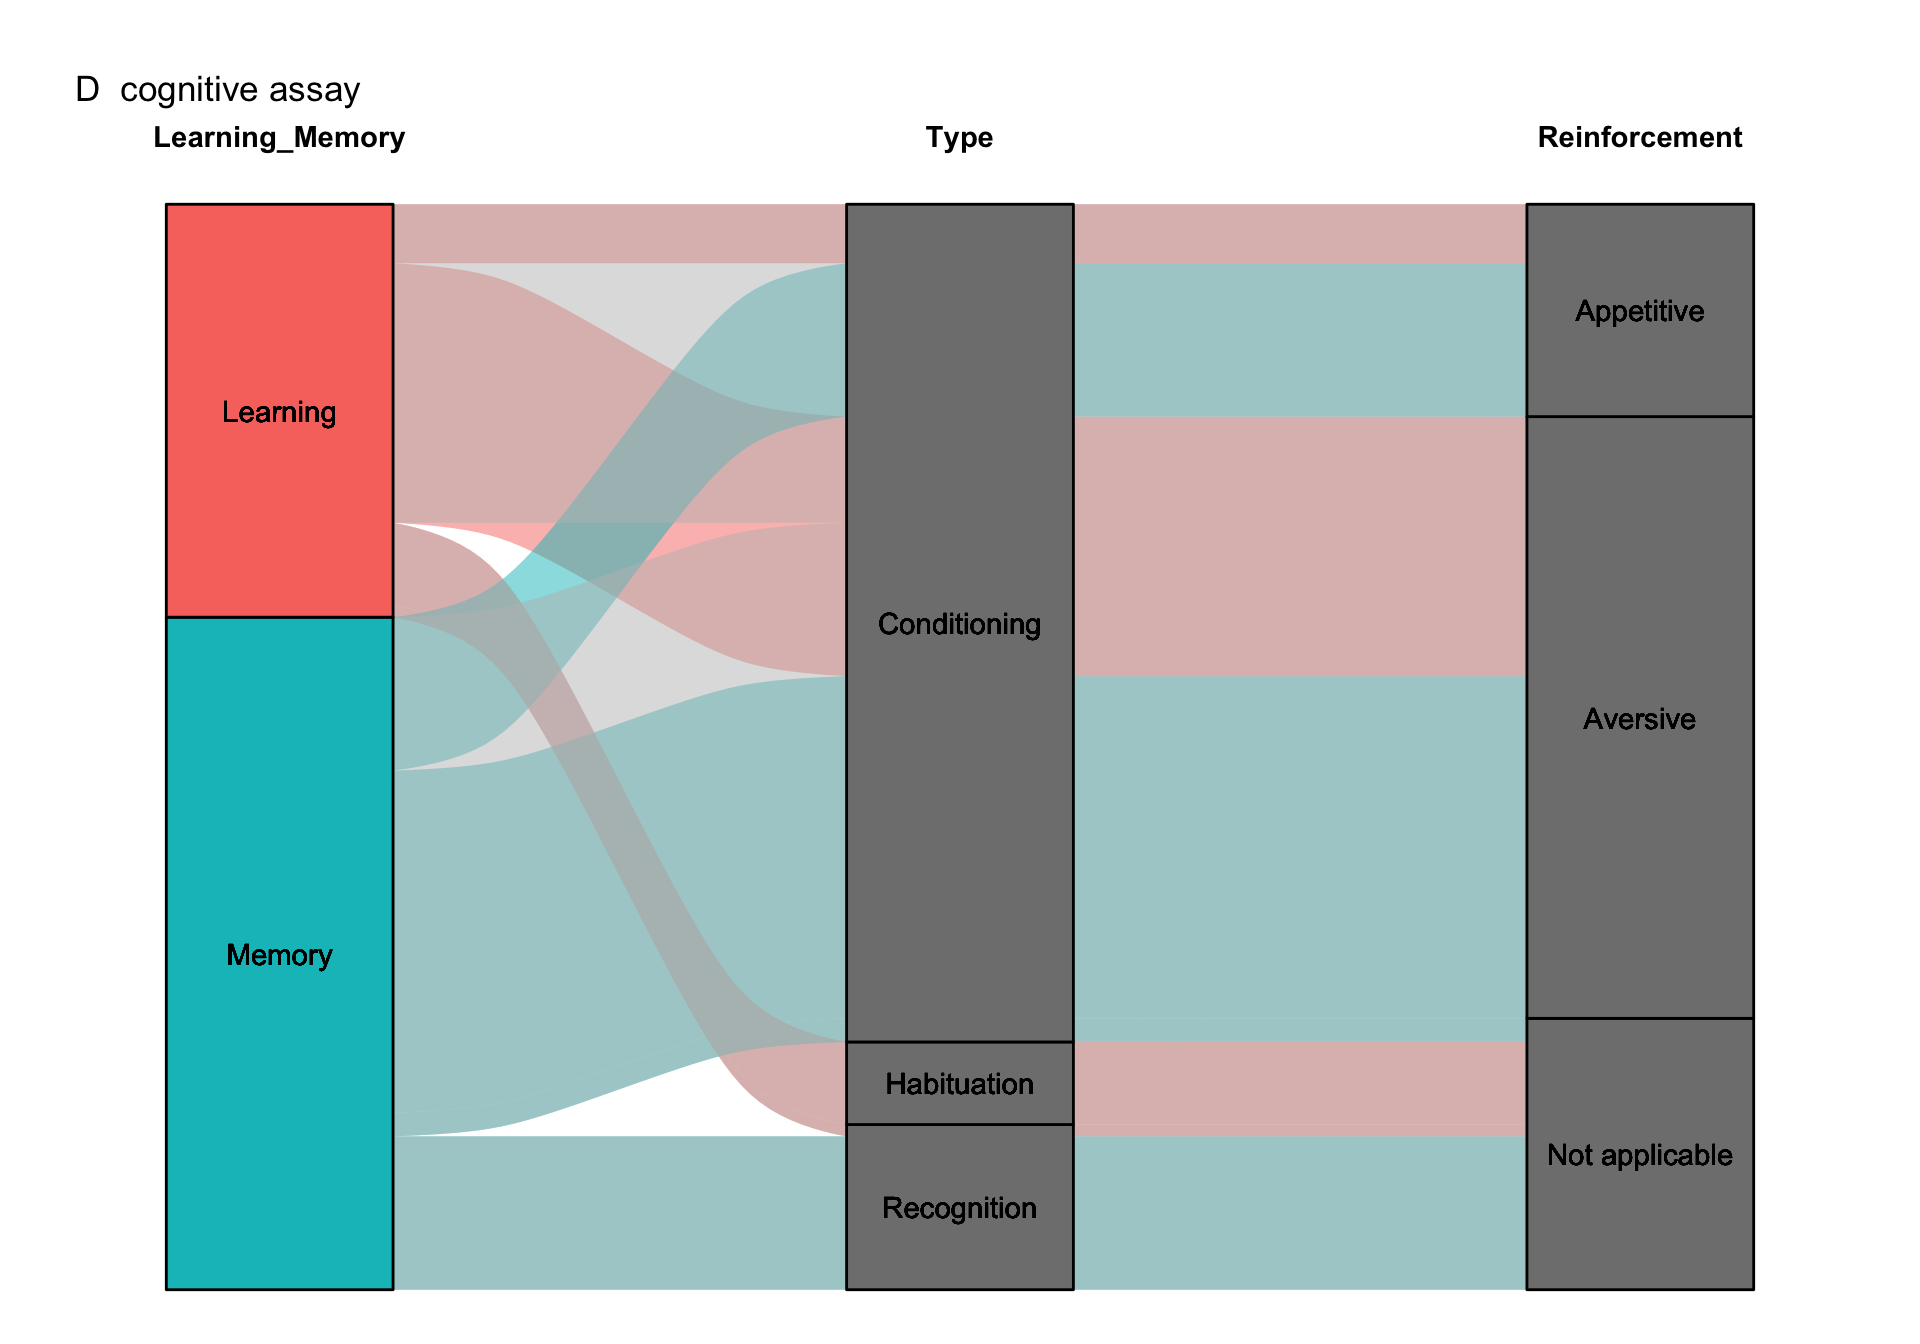 D cognitive assay
Learning_Memory Type Reinforcement
Appetitive
Learning
Conditioning
Aversive
Memory
Habituation
Not applicable
Recognition